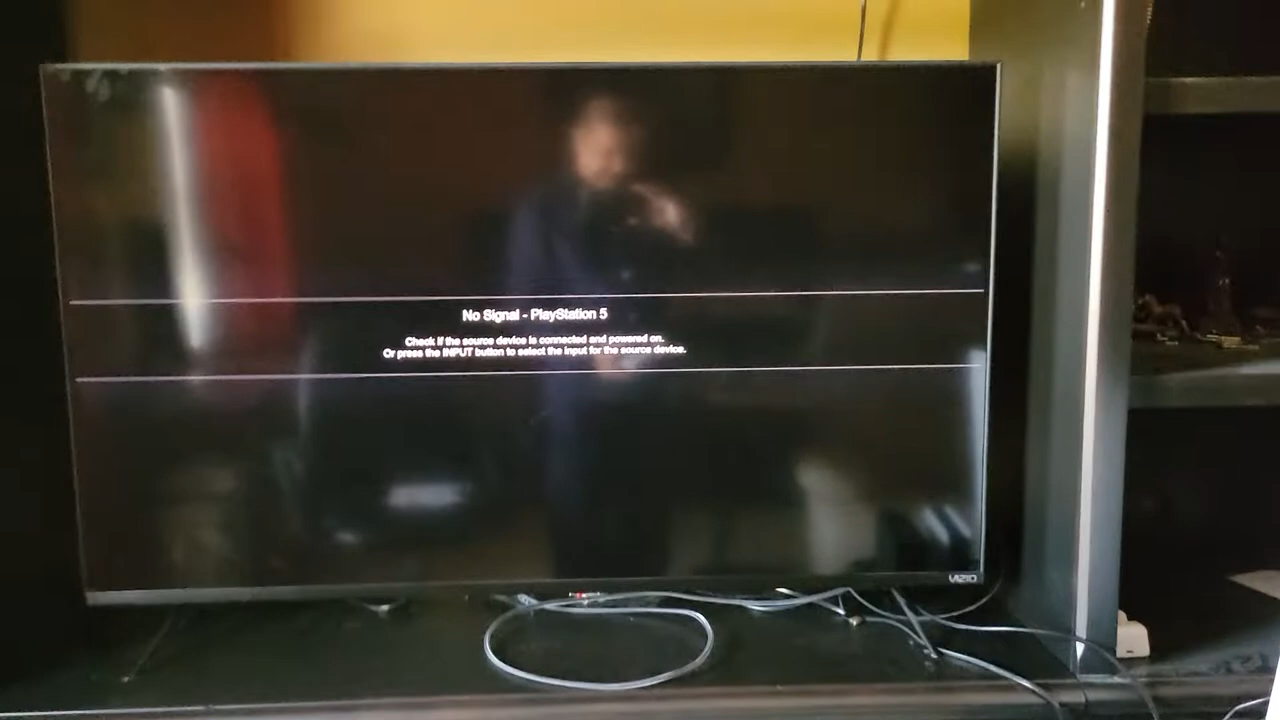 No Signal - PlayStation 5
Check if the source device is connected and powered on.
Or press the INPUT button to select the input for the source device.
VIZIO